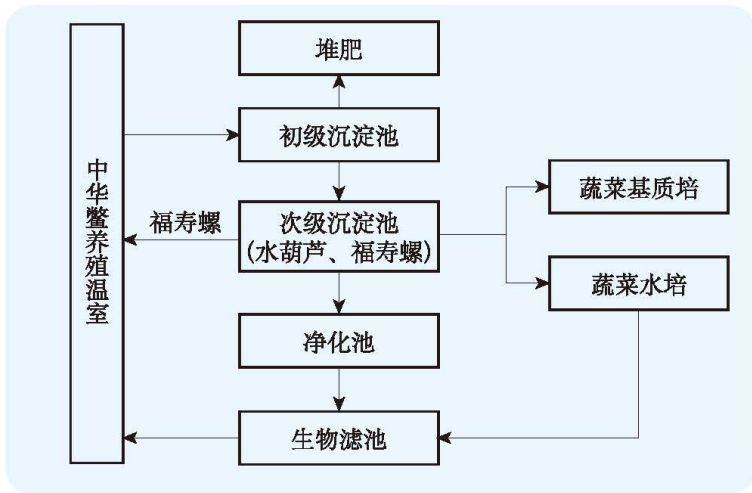 堆肥
初级沉淀池
中华鳖养殖温室
福寿螺
次级沉淀池
(水葫芦、福寿螺)
蔬菜基质培
蔬菜水培
净化池
生物滤池